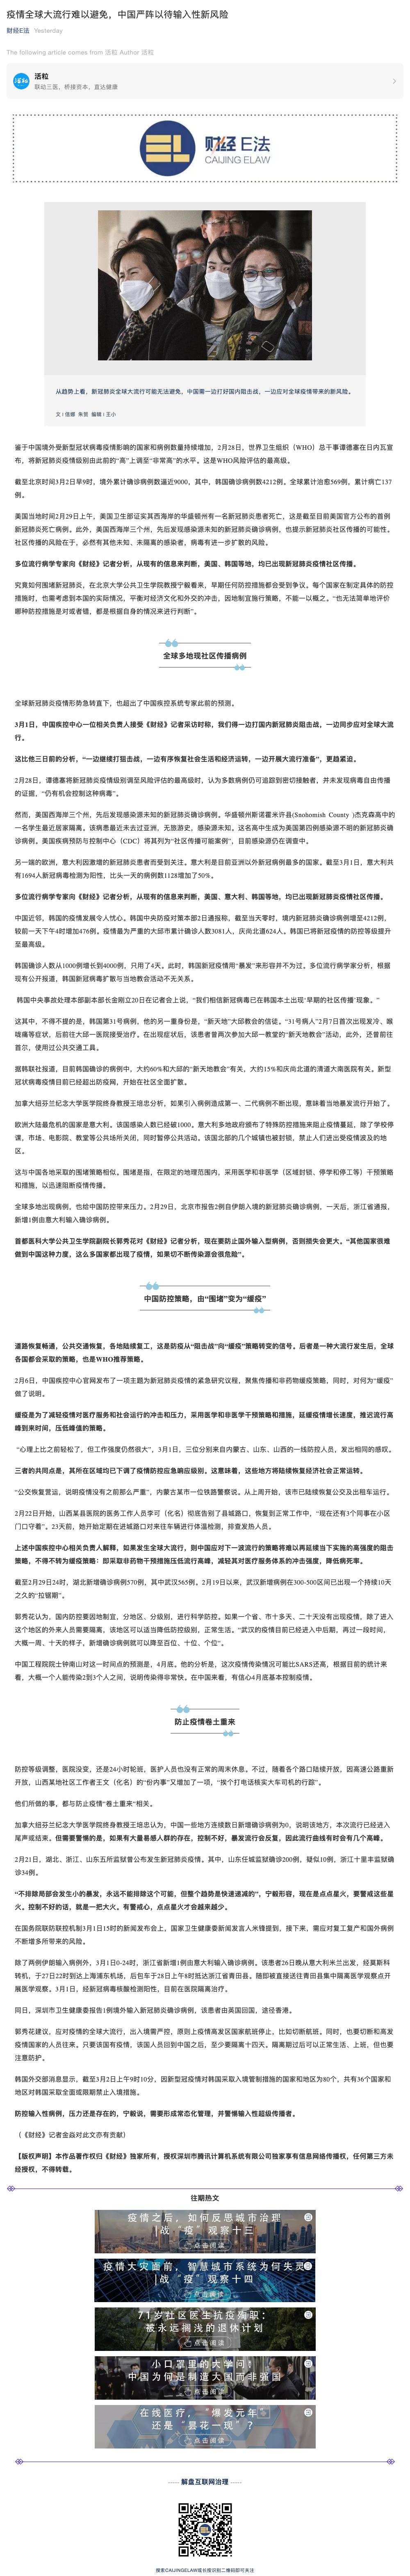 疫情全球大流行难以避免，中国严阵以待输入性新风险
财经E法 Yesterday
The following article comes from 活粒 Author 活粒
活粒
联动三医，桥接资本，直达健康
财经 E法
CAIJING ELAW
从趋势上看，新冠肺炎全球大流行可能无法避免，中国需一边打好国内阻击战，一边应对全球疫情带来的新风险。
文 | 信娜 朱贺 编辑 | 王小
鉴于中国境外受新型冠状病毒疫情影响的国家和病例数量持续增加，2月28日，世界卫生组织（WHO）总干事谭德塞在日内瓦宣
布，将新冠肺炎疫情级别由此前的“高”上调至“非常高”的水平。这是WHO风险评估的最高级。
截至北京时间3月2日早9时，境外累计确诊病例数逼近9000，其中，韩国确诊病例数4212例。全球累计治愈569例，累计病亡137
例。
美国当地时间2月29日上午，美国卫生部证实其西海岸的华盛顿州有一名新冠肺炎患者死亡，这是截至目前美国官方公布的首例
新冠肺炎死亡病例。此外，美国西海岸三个州，先后发现感染源未知的新冠肺炎确诊病例，也提示新冠肺炎社区传播的可能性。
社区传播的风险在于，必然有其他未知、未隔离的感染者，病毒有进一步扩散的风险。
多位流行病学专家向《财经》记者分析，从现有的信息来判断，美国、韩国等地，均已出现新冠肺炎疫情社区传播。
究竟如何围堵新冠肺炎，在北京大学公共卫生学院教授宁毅看来，早期任何防控措施都会受到争议。每个国家在制定具体的防控
措施时，也需考虑到本国的实际情况，平衡对经济文化和外交的冲击，因地制宜施行策略，不能一以概之。“也无法简单地评价
哪种防控措施是对或者错，都是根据自身的情况来进行判断”。
全球多地现社区传播病例
全球新冠肺炎疫情形势急转直下，也超出了中国疾控系统专家此前的预测。
3月1日，中国疾控中心一位相关负责人接受《财经》记者采访时称，我们得一边打国内新冠肺炎阻击战，一边同步应对全球大流
行。
这比他三日前的分析，“一边继续打狙击战，一边有序恢复社会生活和经济运转，一边开展大流行准备”，更趋紧迫。
2月28日，谭德塞将新冠肺炎疫情级别调至风险评估的最高级时，认为多数病例仍可追踪到密切接触者，并未发现病毒自由传播
的证据，“仍有机会控制这种病毒”。
然而，美国西海岸三个州，先后发现感染源未知的新冠肺炎确诊病例。华盛顿州斯诺霍米许县(Snohomish County )杰克森高中的
一名学生最近居家隔离。该病患最近未去过亚洲，无旅游史，感染源未知。这名高中生成为美国第四例感染源不明的新冠肺炎确
诊病例。美国疾病预防与控制中心（CDC）将其列为“社区传播可能案例”，目前感染源仍在调查中。
另一端的欧洲，意大利因激增的新冠肺炎患者而受到关注。意大利是目前亚洲以外新冠病例最多的国家。截至3月1日，意大利共
有1694人新冠病毒检测为阳性，比头一天的病例数1128增加了50%。
多位流行病学专家向《财经》记者分析，从现有的信息来判断，美国、意大利、韩国等地，均已出现新冠肺炎疫情社区传播。
中国近邻，韩国的疫情发展令人忧心。韩国中央防疫对策本部2日通报称，截至当天零时，境内新冠肺炎确诊病例增至4212例，
较前一天下午4时增加476例。疫情最为严重的大邱市累计确诊人数3081人，庆尚北道624人。韩国已将新冠疫情的防控等级提升
至最高级。
韩国确诊人数从1000例增长到4000例，只用了4天。此时，韩国新冠疫情用“暴发”来形容并不为过。多位流行病学家分析，根据
现有公开报道，韩国新冠病毒扩散与当地教会活动不无关系。
韩国中央事故处理本部副本部长金刚立20日在记者会上说，“我们相信新冠病毒已在韩国本土出现‘早期的社区传播’现象。”
这其中，不得不提的是，韩国第31号病例，他的另一重身份是，“新天地”大邱教会的信徒。“31号病人”2月7日首次出现发冷、喉
咙痛等症状，后前往大邱一医院接受治疗。在出现症状后，该患者曾两次参加大邱一教堂的“新天地教会”活动，此外，还曾前往
首尔，使用过公共交通工具。
据韩联社报道，目前韩国确诊的病例中，大约60%和大邱的“新天地教会”有关，大约15%和庆尚北道的清道大南医院有关。新型
冠状病毒疫情目前已经超出防疫网，开始在社区全面扩散。
加拿大纽芬兰纪念大学医学院终身教授王培忠分析，如果引入病例造成第一、二代病例不断出现，意味着当地暴发流行开始了。
欧洲大陆最危机的国家是意大利。该国感染人数已经破1000。意大利多地政府颁布了特殊防控措施来阻止疫情蔓延，除了学校停
课，市场、电影院、教堂等公共场所关闭，同时暂停公共活动。该国北部的几个城镇也被封锁，禁止人们进出受疫情波及的地
区。
这与中国各地采取的围堵策略相似。围堵是指，在限定的地理范围内，采用医学和非医学（区域封锁、停学和停工等）干预策略
和措施，以迅速阻断疫情传播。
全球多地出现病例，也给中国防控带来压力。2月29日，北京市报告2例自伊朗入境的新冠肺炎确诊病例，一天后，浙江省通报，
新增1例由意大利输入确诊病例。
首都医科大学公共卫生学院副院长郭秀花对《财经》记者分析，现在要防止国外输入型病例，否则损失会更大。“其他国家很难
做到中国这种力度，这么多国家都出现了疫情，如果切不断传染源会很危险”。
中国防控策略，由“围堵”变为“缓疫”
道路恢复畅通，公共交通恢复，各地陆续复工，这是防疫从“阻击战”向“缓疫”策略转变的信号。后者是一种大流行发生后，全球
各国都会采取的策略，也是WHO推荐策略。
2月6日，中国疾控中心官网发布了一项主题为新冠肺炎疫情的紧急研究议程，聚焦传播和非药物缓疫策略，同时，对何为“缓疫”
做了说明。
缓疫是为了减轻疫情对医疗服务和社会运行的冲击和压力，采用医学和非医学干预策略和措施，延缓疫情增长速度，推迟流行高
峰到来时间，压低峰值的策略。
“心理上比之前轻松了，但工作强度仍然很大”，3月1日，三位分别来自内蒙古、山东、山西的一线防控人员，发出相同的感叹。
三者的共同点是，其所在区域均已下调了疫情防控应急响应级别。这意味着，这些地方将陆续恢复经济社会正常运转。
“公交恢复营运，说明疫情没有之前那么严重”，内蒙古某市一位铁路警察说。从上周开始，该市已陆续恢复公交及出租车运行。
2月22日开始，山西某县医院的医务工作人员李可（化名）彻底告别了县城路口，恢复到正常工作中，“现在还有3个同事在小区
门口守着”。23天前，她开始定期在进城路口对来往车辆进行体温检测，排查发热人员。
上述中国疾控中心相关负责人解释，如果发生全球大流行，则中国应对下一波流行的策略将难以再延续当下实施的高强度的阻击
策略，不得不转为缓疫策略：即采取非药物干预措施压低流行高峰，减轻其对医疗服务体系的冲击强度，降低病死率。
截至2月29日24时，湖北新增确诊病例570例，其中武汉565例。2月19日以来，武汉新增病例在300-500区间已出现一个持续10天
之久的“拉锯期”。
郭秀花认为，国内防控要因地制宜，分地区、分级别，进行科学防控。如果一个省、市十多天、二十天没有出现疫情，除了进入
这个地区的外来人员需要隔离，该地区可以适当降低防控级别，正常生活。“武汉的疫情目前已经进入中后期，再过一段时间，
大概一周、十天的样子，新增确诊病例就可以降至百位、十位、个位”。
中国工程院院士钟南山对这一时间点的预测是，4月底。他的分析是，这次疫情传染情况可能比SARS还高，根据目前的统计来
看，大概一个人能传染2到3个人之间，说明传染得非常快。在中国来看，有信心4月底基本控制疫情。
防止疫情卷土重来
防控等级调整，医院没变，还是24小时轮班，医护人员也没有正常的周末休息。不过，随着各个路口陆续开放，因高速公路重新
开放，山西某地社区工作者王文（化名）的“份内事”又增加了一项，“挨个打电话核实大车司机的行踪”。
他们所做的事，都与防止疫情“卷土重来”相关。
加拿大纽芬兰纪念大学医学院终身教授王培忠认为，中国一些地方连续数日新增确诊病例为0，说明该地方，本次流行已经进入
尾声或结束。但需要警惕的是，如果有大量易感人群的存在，控制不好，暴发流行会反复，因此流行曲线有时会有几个高峰。
2月21日，湖北、浙江、山东五所监狱曾公布发生新冠肺炎疫情。其中，山东任城监狱确诊200例，疑似10例，浙江十里丰监狱确
诊34例。
“不排除局部会发生小的暴发，永远不能排除这个可能，但整个趋势是快速递减的”，宁毅形容，现在是点点星火，要警戒这些星
火。控制不好的话，就是一把大火。有警戒心，点点星火才会越来越少。
在国务院联防联控机制3月1日15时的新闻发布会上，国家卫生健康委新闻发言人米锋提到，接下来，需应对复工复产和国外病例
不断增多所带来的风险。
除了两例伊朗输入病例外，3月1日0-24时，浙江省新增1例由意大利输入确诊病例。该患者26日晚从意大利米兰出发，经莫斯科
转机，于27日22时到达上海浦东机场，后包车于28日上午8时抵达浙江省青田县。随即被直接送往青田县集中隔离医学观察点开
展医学观察。3月1日，经新冠病毒核酸检测阳性，目前在医院隔离治疗。
同日，深圳市卫生健康委报告1例境外输入新冠肺炎确诊病例，该患者由英国回国，途径香港。
郭秀花建议，应对疫情的全球大流行，出入境需严控，原则上疫情高发区国家航班停止，比如切断航班。同时，也要切断和高发
疫情国家的人员往来。只要该国有疫情，该国人员回到中国之后，至少要隔离十四天。隔离期过后可以正常生活、上班，但也要
注意防护。
韩国外交部消息显示，截至3月2日上午9时10分，因新型冠疫情对韩国采取入境管制措施的国家和地区为80个，共有36个国家和
地区对韩国采取全面或限期禁止入境措施。
防控输入性病例，压力还是存在的，宁毅说，需要形成常态化管理，并警惕输入性超级传播者。
（《财经》记者金焱对此文亦有贡献）
【版权声明】本作品著作权归《财经》独家所有，授权深圳市腾讯计算机系统有限公司独家享有信息网络传播权，任何第三方未
经授权，不得转载。
往期热文
疫情之后，如何反思城市治理
|战“疫”观察十三
点击阅读
疫情大灾面前，智慧城市系统为何失灵
|战“疫”观察十四
点击阅读
71岁社区医生抗疫殉职：
被永远搁浅的退休计划
点击阅读
小口罩里的大学问：
中国为何是制造大国而非强国
点击阅读
在线医疗，“爆发元年”
还是“昙花一现”？
点击阅读
解盘互联网治理
搜索CAIJINGELAW或长按识别二维码即可关注